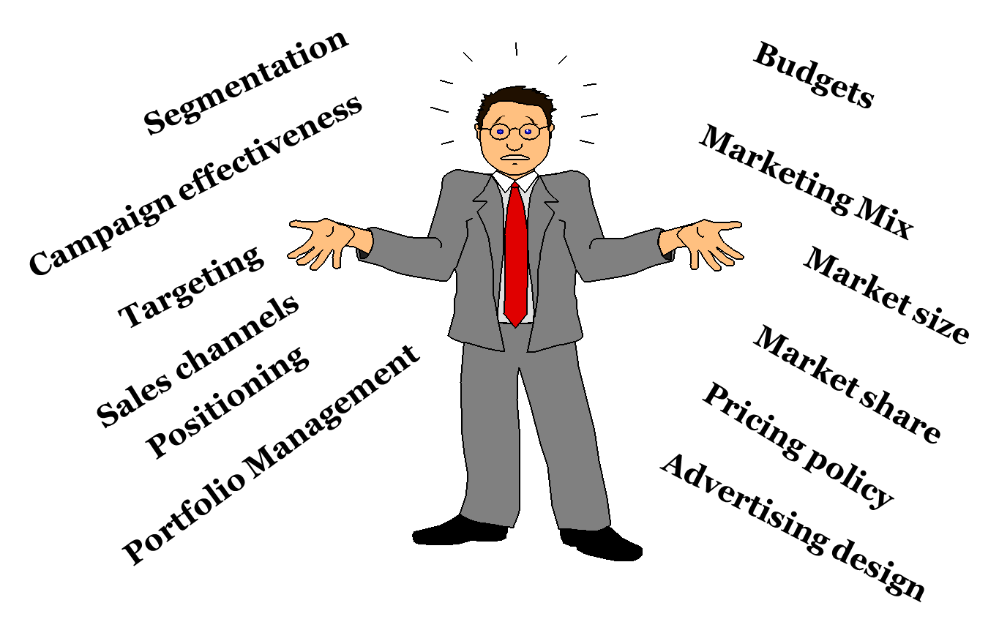 Segmentation
Campaign effectiveness
Targeting
Sales channels
Positioning
Portfolio Management
Budgets
Marketing Mix
Market size
Market share
Pricing policy
Advertising design